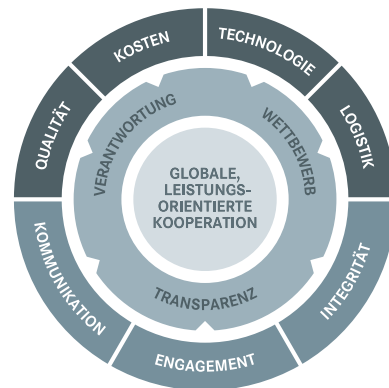 KOSTEN
TECHNOLOGIE
QUALITÄT
LOGISTIK
VERANTWORTUNG
WETTBEWERB
GLOBALE,
LEISTUNGS-
ORIENTIERTE
KOOPERATION
TRANSPARENZ
KOMMUNIKATION
INTEGRITÄT
ENGAGEMENT